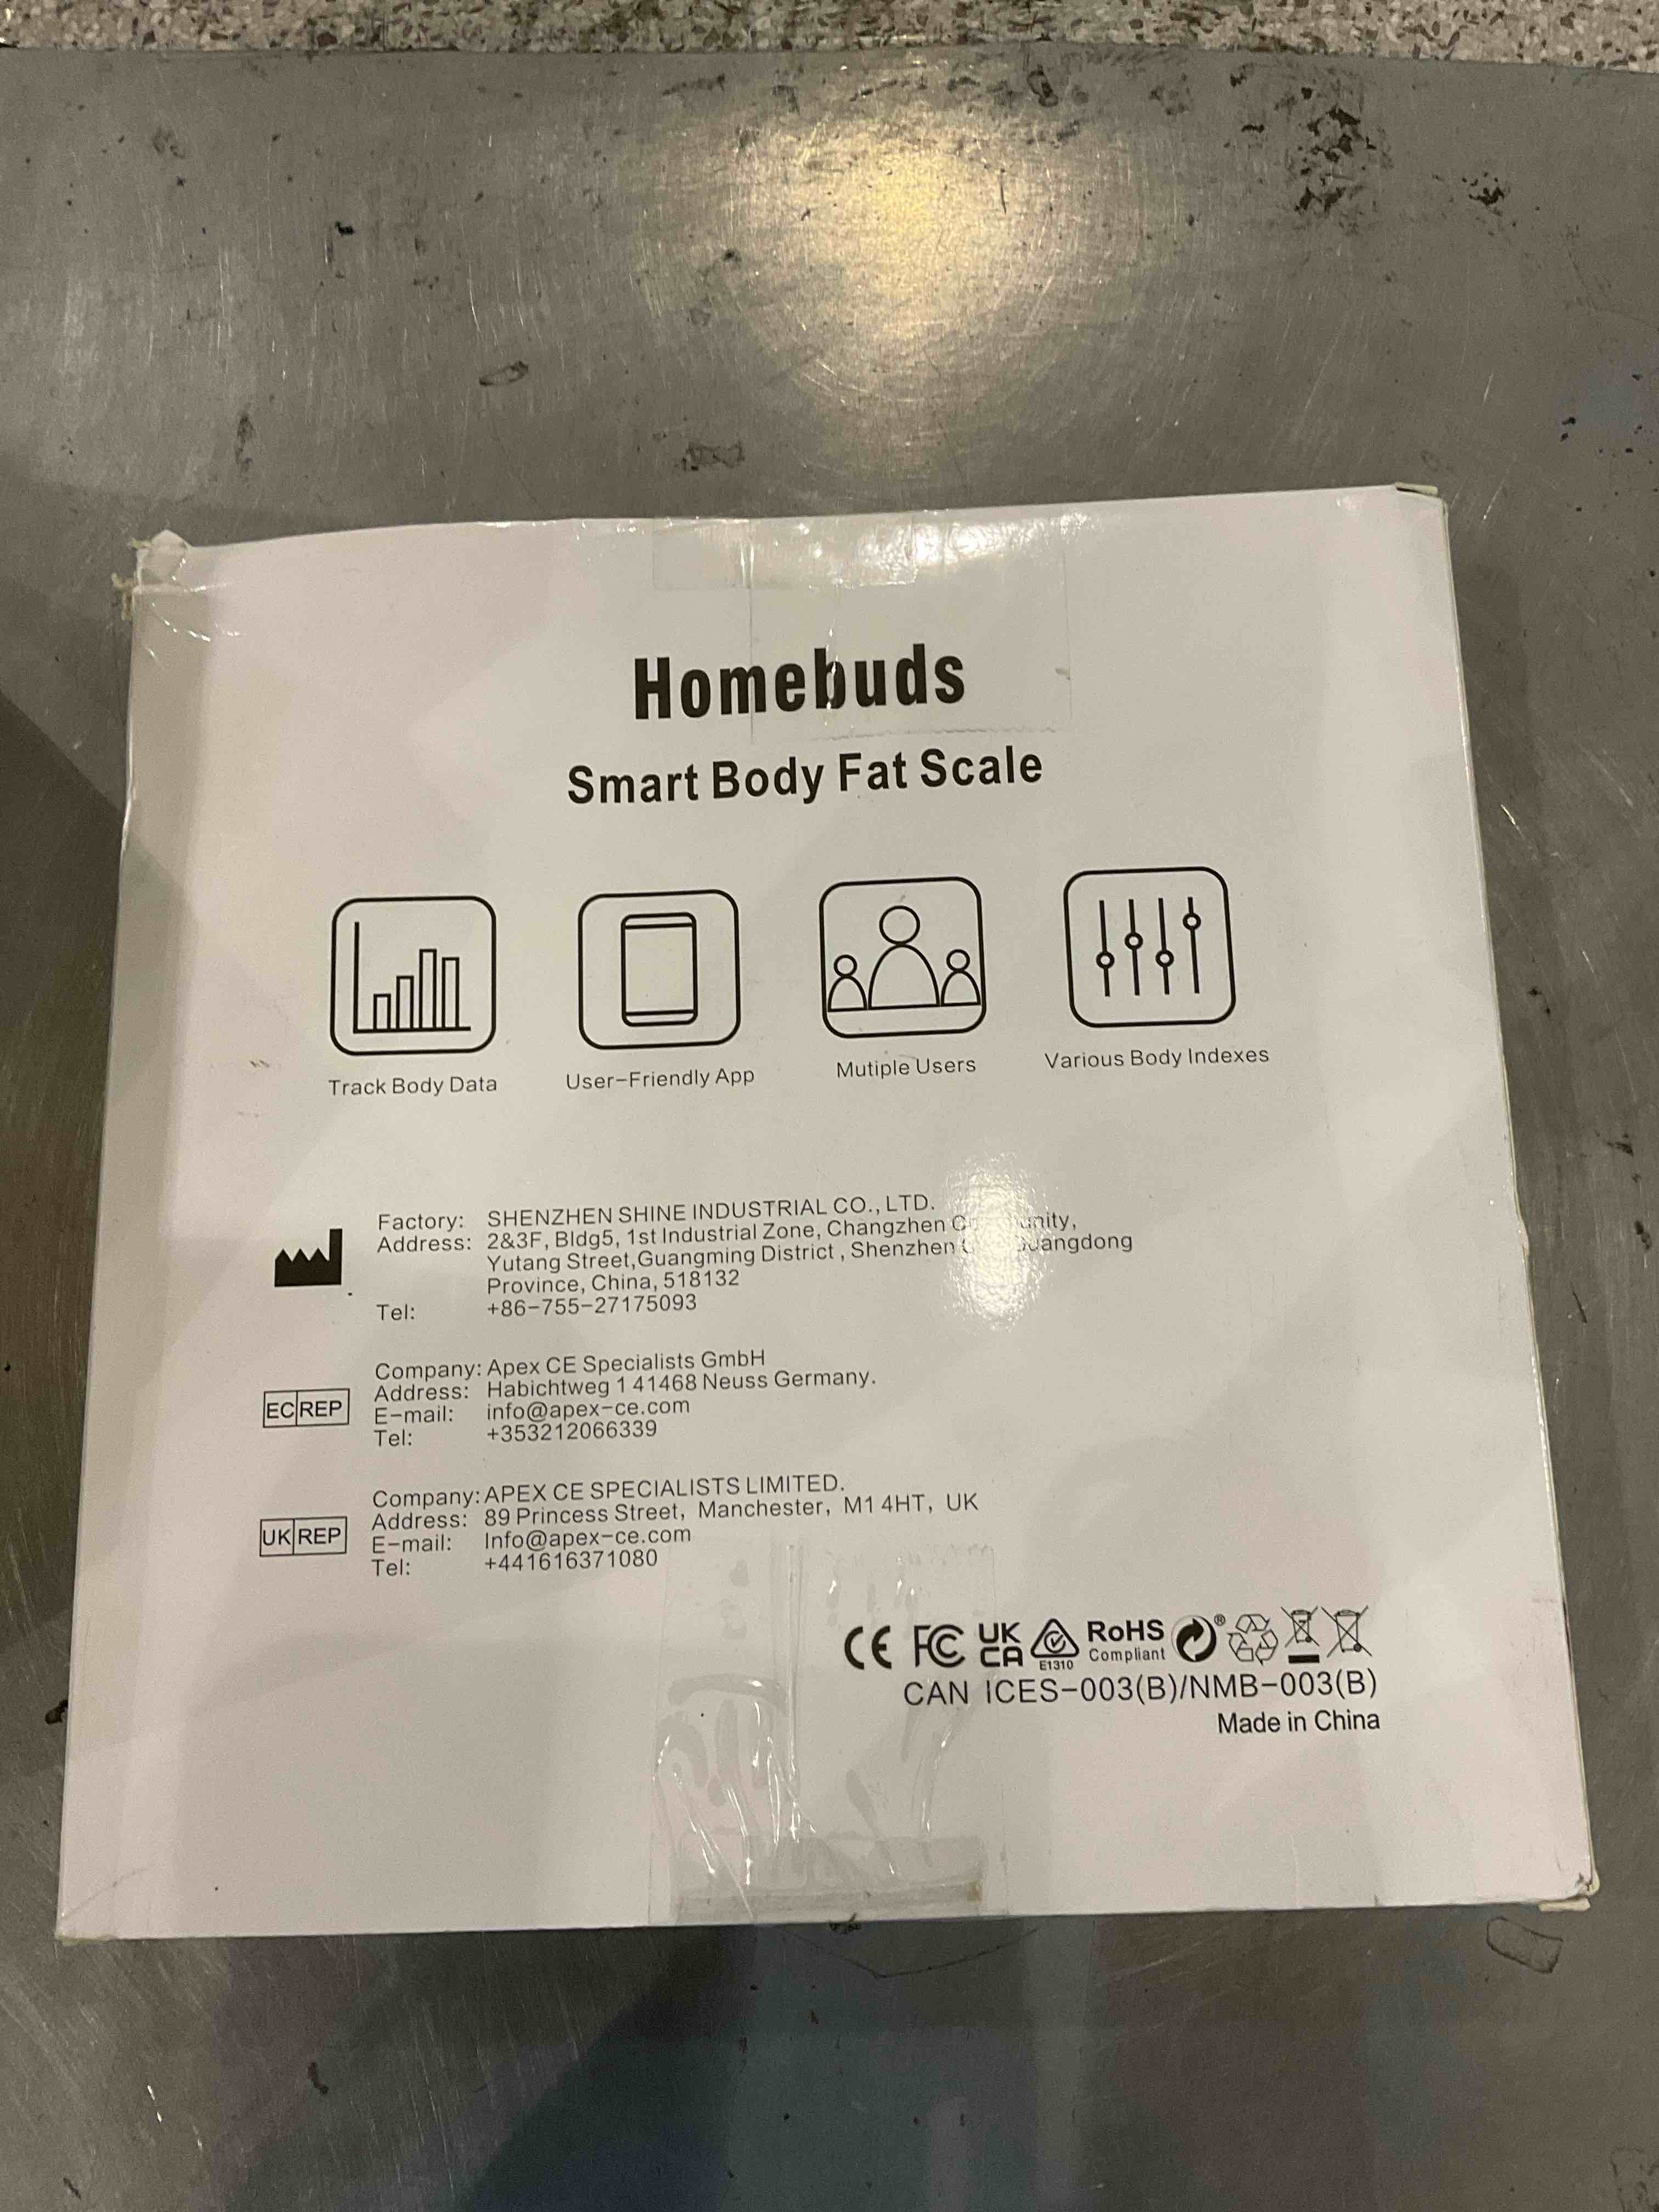 Homebuds
Smart Body Fat Scale
Track Body Data
User-Friendly App
Mutiple Users
Various Body Indexes
Factory: SHENZHEN SHINE INDUSTRIAL CO., LTD.
Address: 2&3F, Bldg5, 1st Industrial Zone, Changzhen
Yutang Street,Guangming District , Shenzhen
Province, China, 518132
Tel: +86-755-27175093
EC REP
Company: Apex CE Specialists GmbH
Address: Habichtweg 1 41468 Neuss Germany.
E-mail: info@apex-ce.com
Tel: +353212066339
UK REP
Company: APEX CE SPECIALISTS LIMITED.
Address: 89 Princess Street, Manchester, M1 4HT, UK
E-mail: Info@apex-ce.com
Tel: +441616371080
CE FC UK CA E1310 RoHS Compliant ®
CAN ICES-003(B)/NMB-003(B)
Made in China